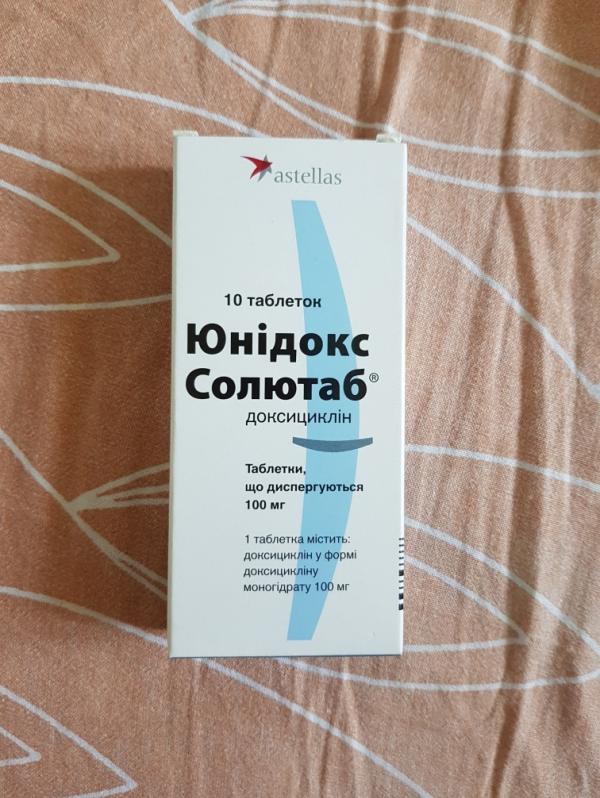 astellas
10 таблеток
Юнідокс
Солютаб®
доксициклін
Таблетки,
що диспергуються
100 мг
1 таблетка містить:
доксициклін у формі
доксицикліну
моногідрату 100 мг